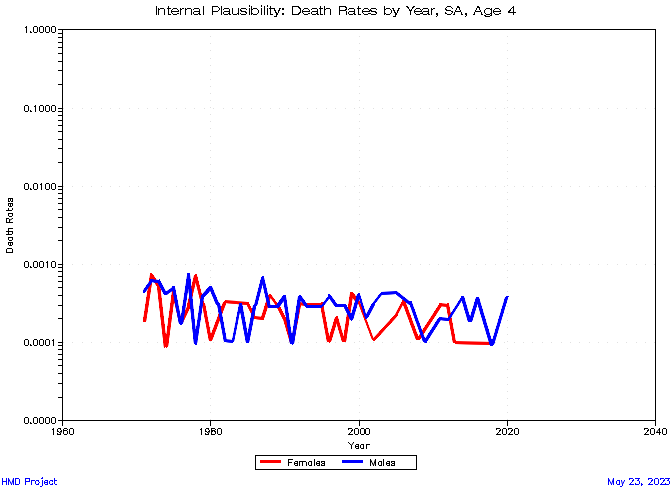 Internal Plausibility: Death Rates by Year, SA, Age 4
1.0000
0.1000
0.0100
0.0010
0.0001
0.0000
Death Rates
1960
1980
2000
2020
2040
Year
Females
Males
HMD Project
May 23, 2023